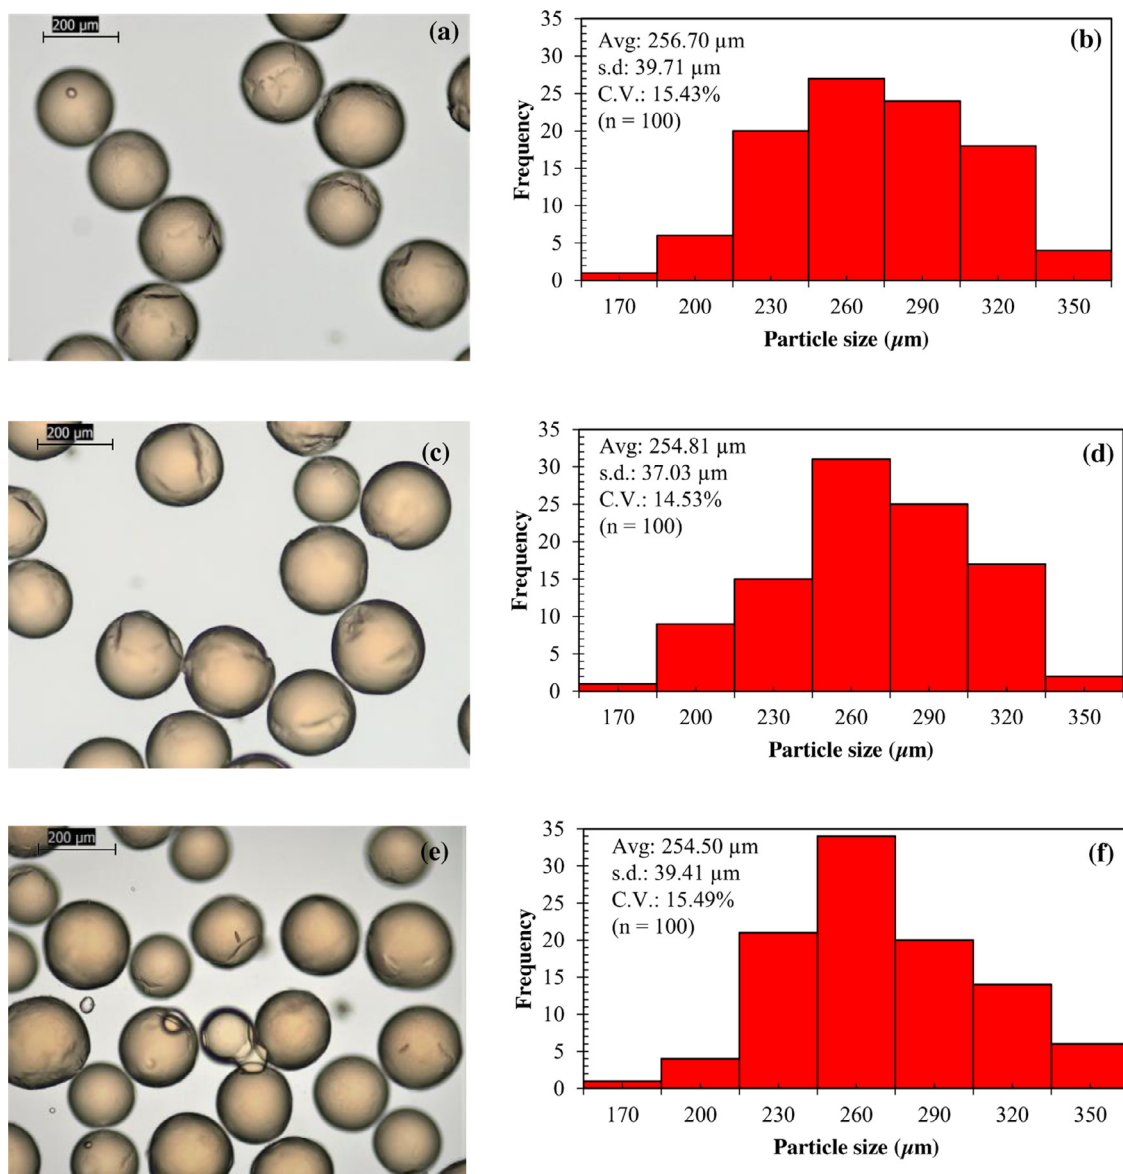 200 µm
(a)
(b)
Avg: 256.70 µm
s.d: 39.71 µm
C.V.: 15.43%
(n = 100)
Frequency
35
30
25
20
15
10
5
0
170 200 230 260 290 320 350
Particle size (µm)
200 µm
(c)
(d)
Avg: 254.81 µm
s.d.: 37.03 µm
C.V.: 14.53%
(n = 100)
Frequency
35
30
25
20
15
10
5
0
170 200 230 260 290 320 350
Particle size (µm)
200 µm
(e)
(f)
Avg: 254.50 µm
s.d.: 39.41 µm
C.V.: 15.49%
(n = 100)
Frequency
35
30
25
20
15
10
5
0
170 200 230 260 290 320 350
Particle size (µm)